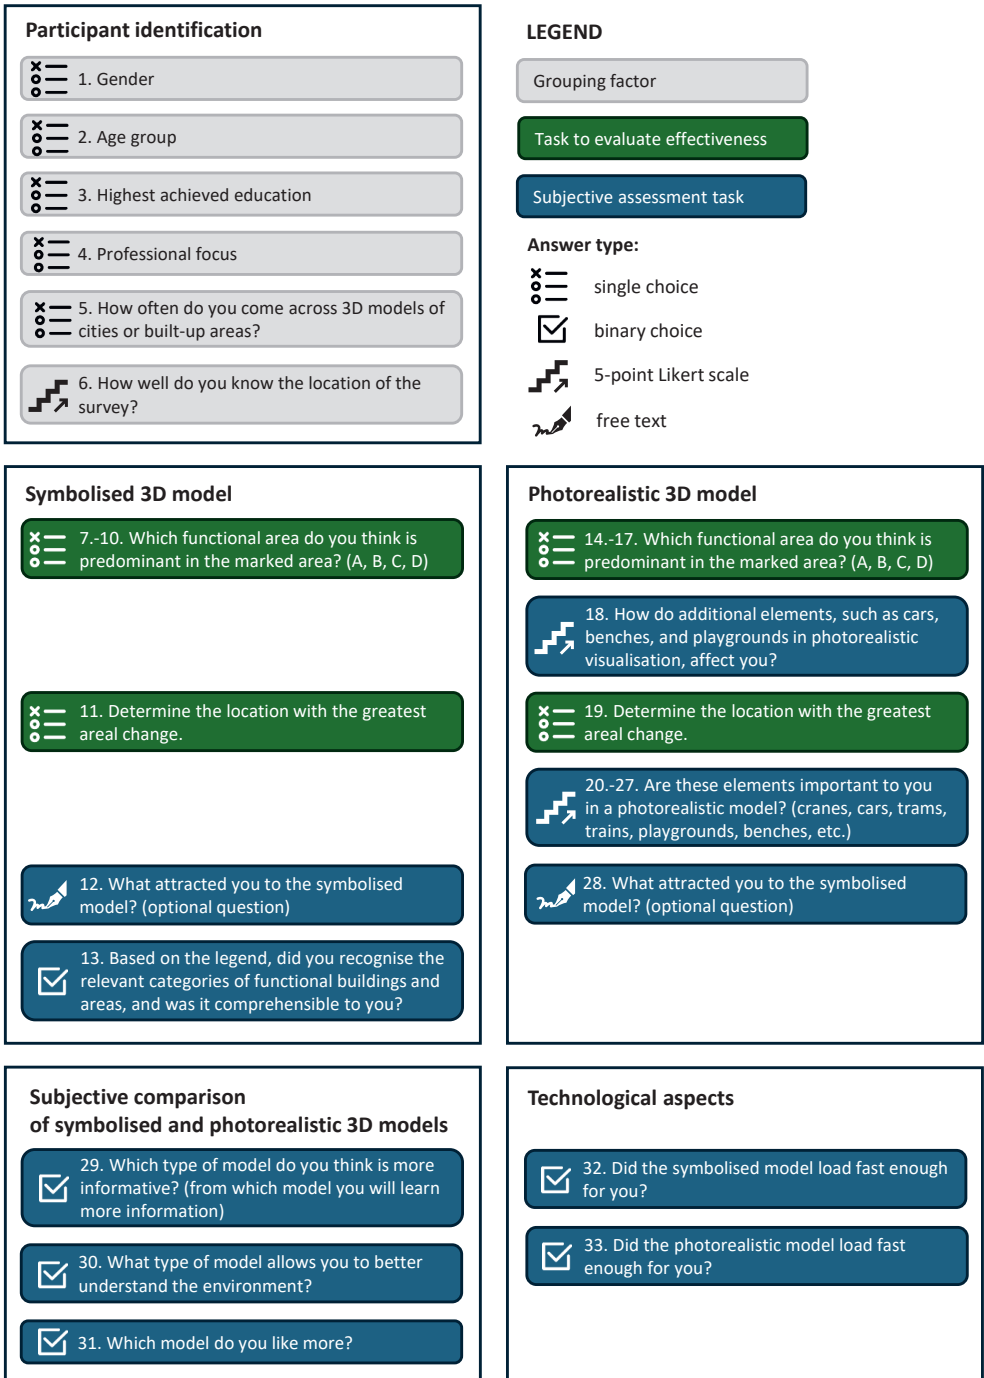 Participant identification
1. Gender
2. Age group
3. Highest achieved education
4. Professional focus
5. How often do you come across 3D models of
cities or built-up areas?
6. How well do you know the location of the
survey?
LEGEND
Grouping factor
Task to evaluate effectiveness
Subjective assessment task
Answer type:
single choice
binary choice
5-point Likert scale
free text
Symbolised 3D model
7.-10. Which functional area do you think is
predominant in the marked area? (A, B, C, D)
11. Determine the location with the greatest
areal change.
12. What attracted you to the symbolised
model? (optional question)
13. Based on the legend, did you recognise the
relevant categories of functional buildings and
areas, and was it comprehensible to you?
Photorealistic 3D model
14.-17. Which functional area do you think is
predominant in the marked area? (A, B, C, D)
18. How do additional elements, such as cars,
benches, and playgrounds in photorealistic
visualisation, affect you?
19. Determine the location with the greatest
areal change.
20.-27. Are these elements important to you
in a photorealistic model? (cranes, cars, trams,
trains, playgrounds, benches, etc.)
28. What attracted you to the symbolised
model? (optional question)
Subjective comparison
of symbolised and photorealistic 3D models
29. Which type of model do you think is more
informative? (from which model you will learn
more information)
30. What type of model allows you to better
understand the environment?
31. Which model do you like more?
Technological aspects
32. Did the symbolised model load fast enough
for you?
33. Did the photorealistic model load fast
enough for you?